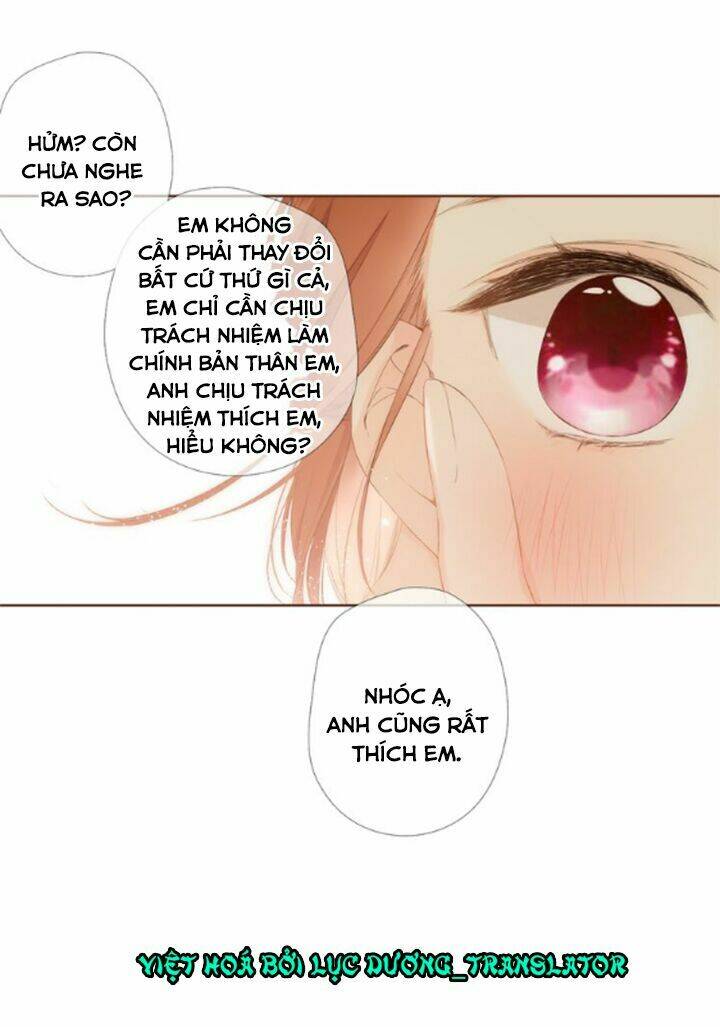 HỬM? CÒN
CHƯA NGHE
RA SAO?
EM KHÔNG
CẦN PHẢI THAY ĐỔI
BẤT CỨ THỨ GÌ CẢ,
EM CHỈ CẦN CHỊU
TRÁCH NHIỆM LÀM
CHÍNH BẢN THÂN EM,
ANH CHỊU TRÁCH
NHIỆM THÍCH EM,
HIỂU KHÔNG?
NHÓC Ạ,
ANH CŨNG RẤT
THÍCH EM.
VIỆT HOÁ BỞI LỤC DƯƠNG_TRANSLATOR